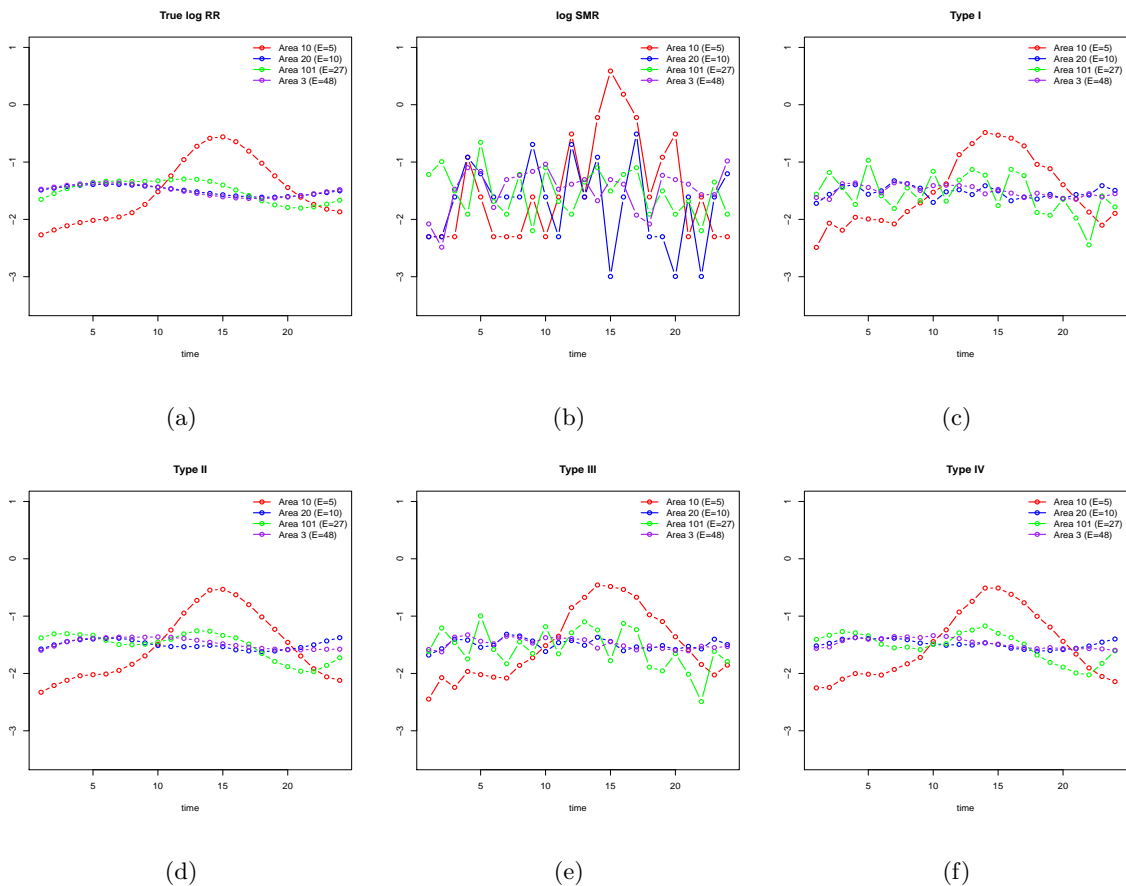 True log RR
1
0
−1
−2
−3
5
10
15
20
time
Area 10 (E=5)
Area 20 (E=10)
Area 101 (E=27)
Area 3 (E=48)
(a)
log SMR
1
0
−1
−2
−3
5
10
15
20
time
Area 10 (E=5)
Area 20 (E=10)
Area 101 (E=27)
Area 3 (E=48)
(b)
Type I
1
0
−1
−2
−3
5
10
15
20
time
Area 10 (E=5)
Area 20 (E=10)
Area 101 (E=27)
Area 3 (E=48)
(c)
Type II
1
0
−1
−2
−3
5
10
15
20
time
Area 10 (E=5)
Area 20 (E=10)
Area 101 (E=27)
Area 3 (E=48)
(d)
Type III
1
0
−1
−2
−3
5
10
15
20
time
Area 10 (E=5)
Area 20 (E=10)
Area 101 (E=27)
Area 3 (E=48)
(e)
Type IV
1
0
−1
−2
−3
5
10
15
20
time
Area 10 (E=5)
Area 20 (E=10)
Area 101 (E=27)
Area 3 (E=48)
(f)